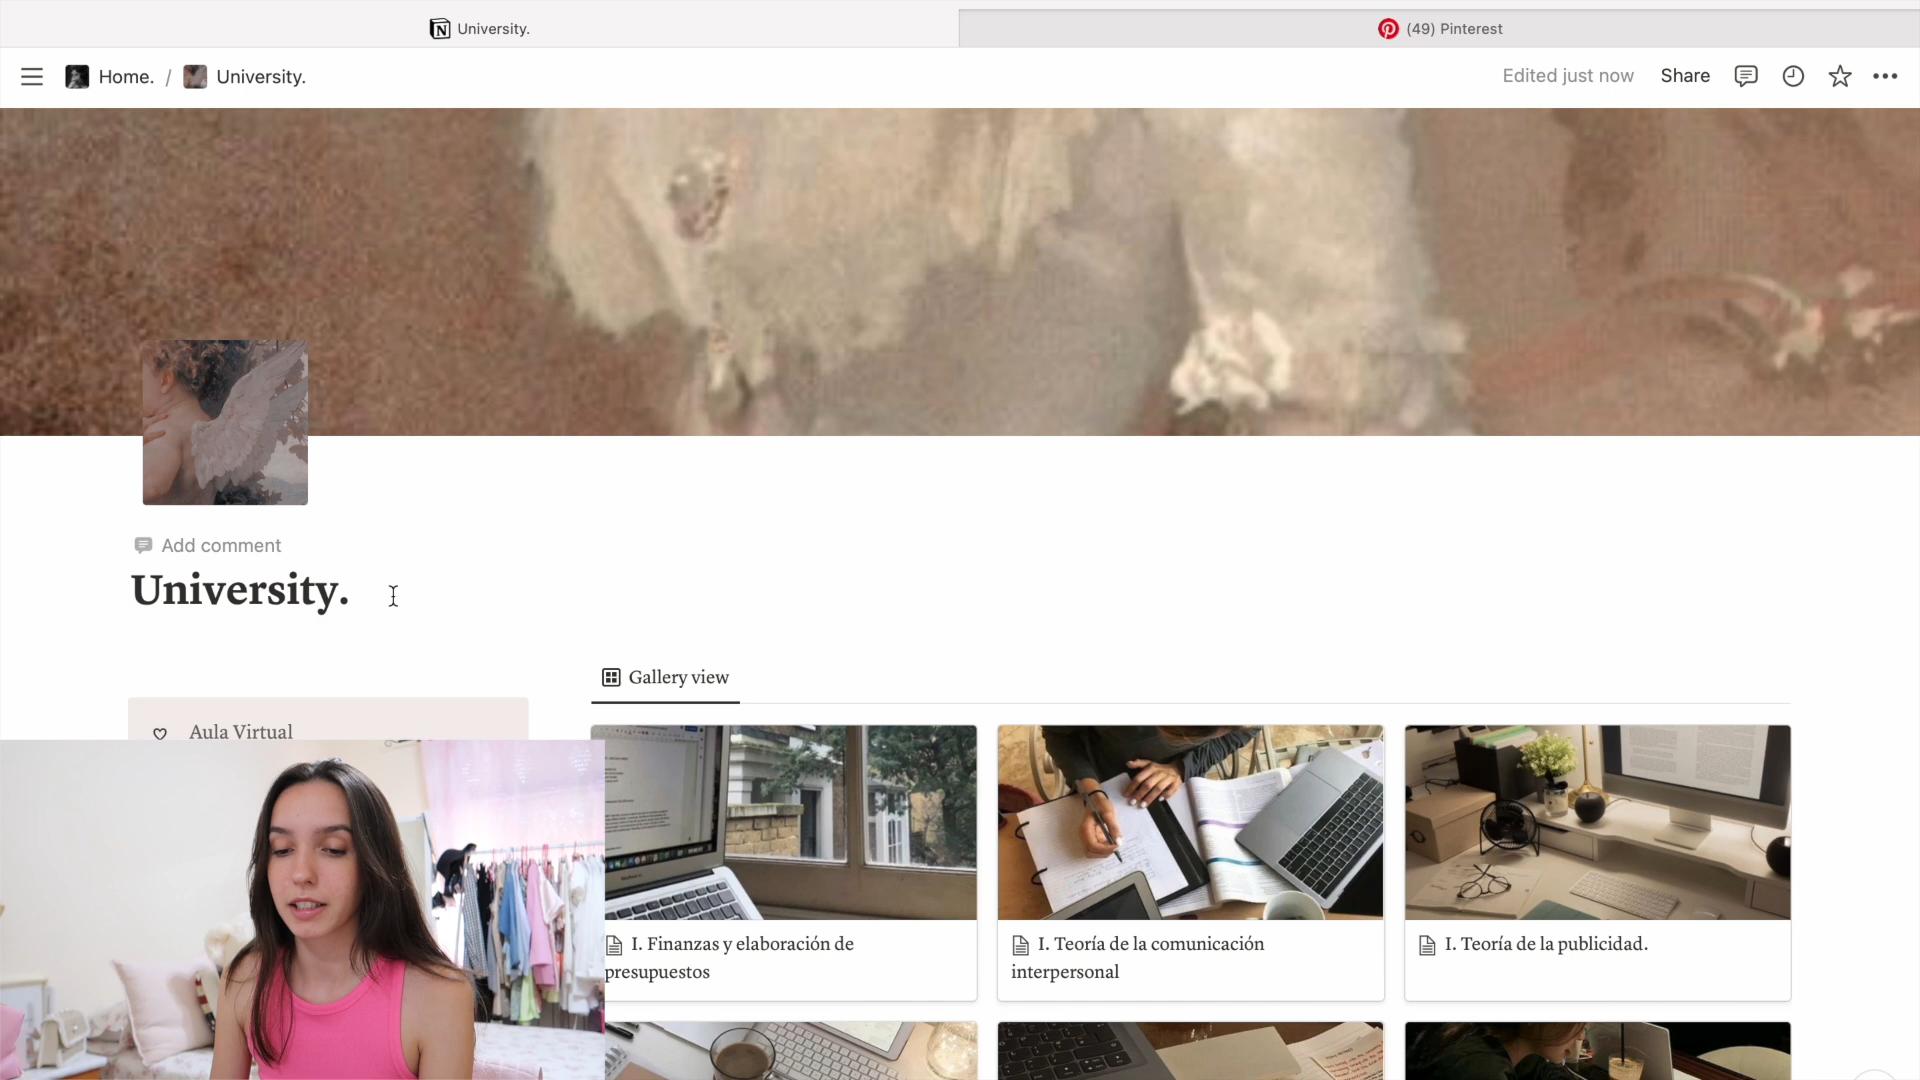 University.
(49) Pinterest
Home. / University.
Edited just now
Share
Add comment
University.
Gallery view
Aula Virtual
I. Finanzas y elaboración de
presupuestos
I. Teoría de la comunicación
interpersonal
I. Teoría de la publicidad.